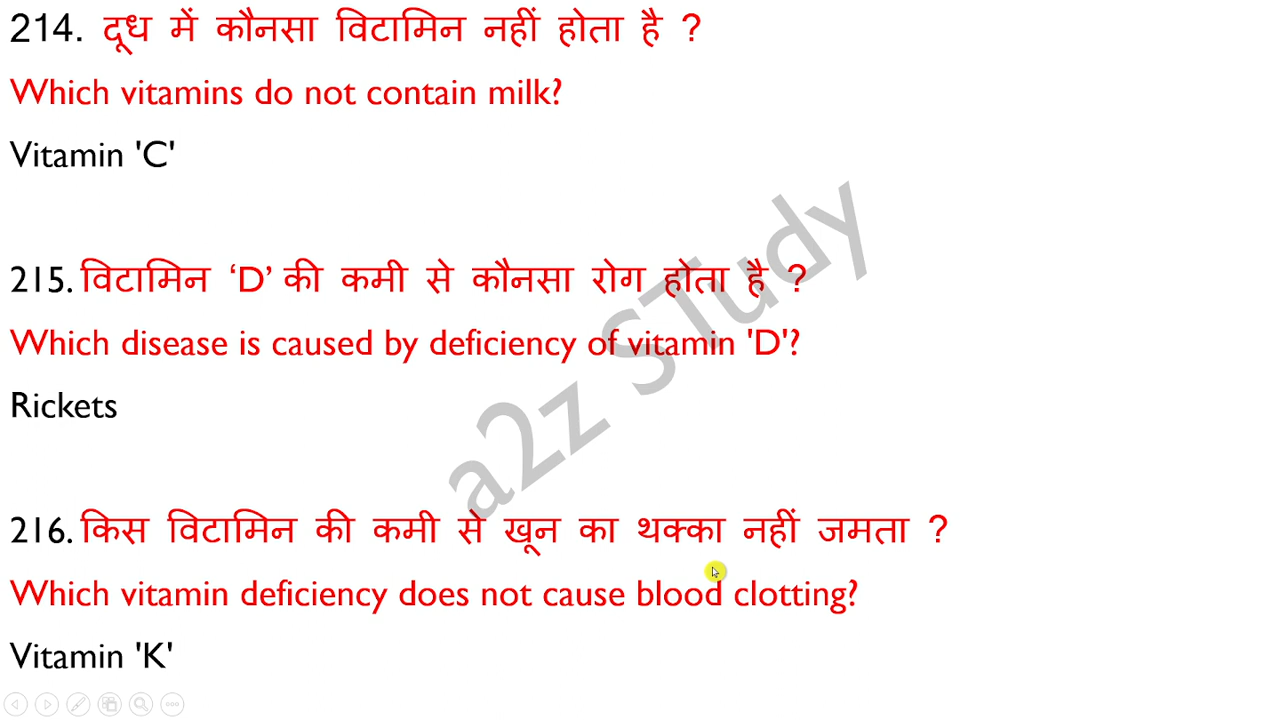 214. दूध में कौनसा विटामिन नहीं होता है ?
Which vitamins do not contain milk?
Vitamin 'C'
215. विटामिन ‘D’ की कमी से कौनसा रोग होता है ?
Which disease is caused by deficiency of vitamin 'D'?
Rickets
216. किस विटामिन की कमी से खून का थक्का नहीं जमता ?
Which vitamin deficiency does not cause blood clotting?
Vitamin 'K'
a2z STudy